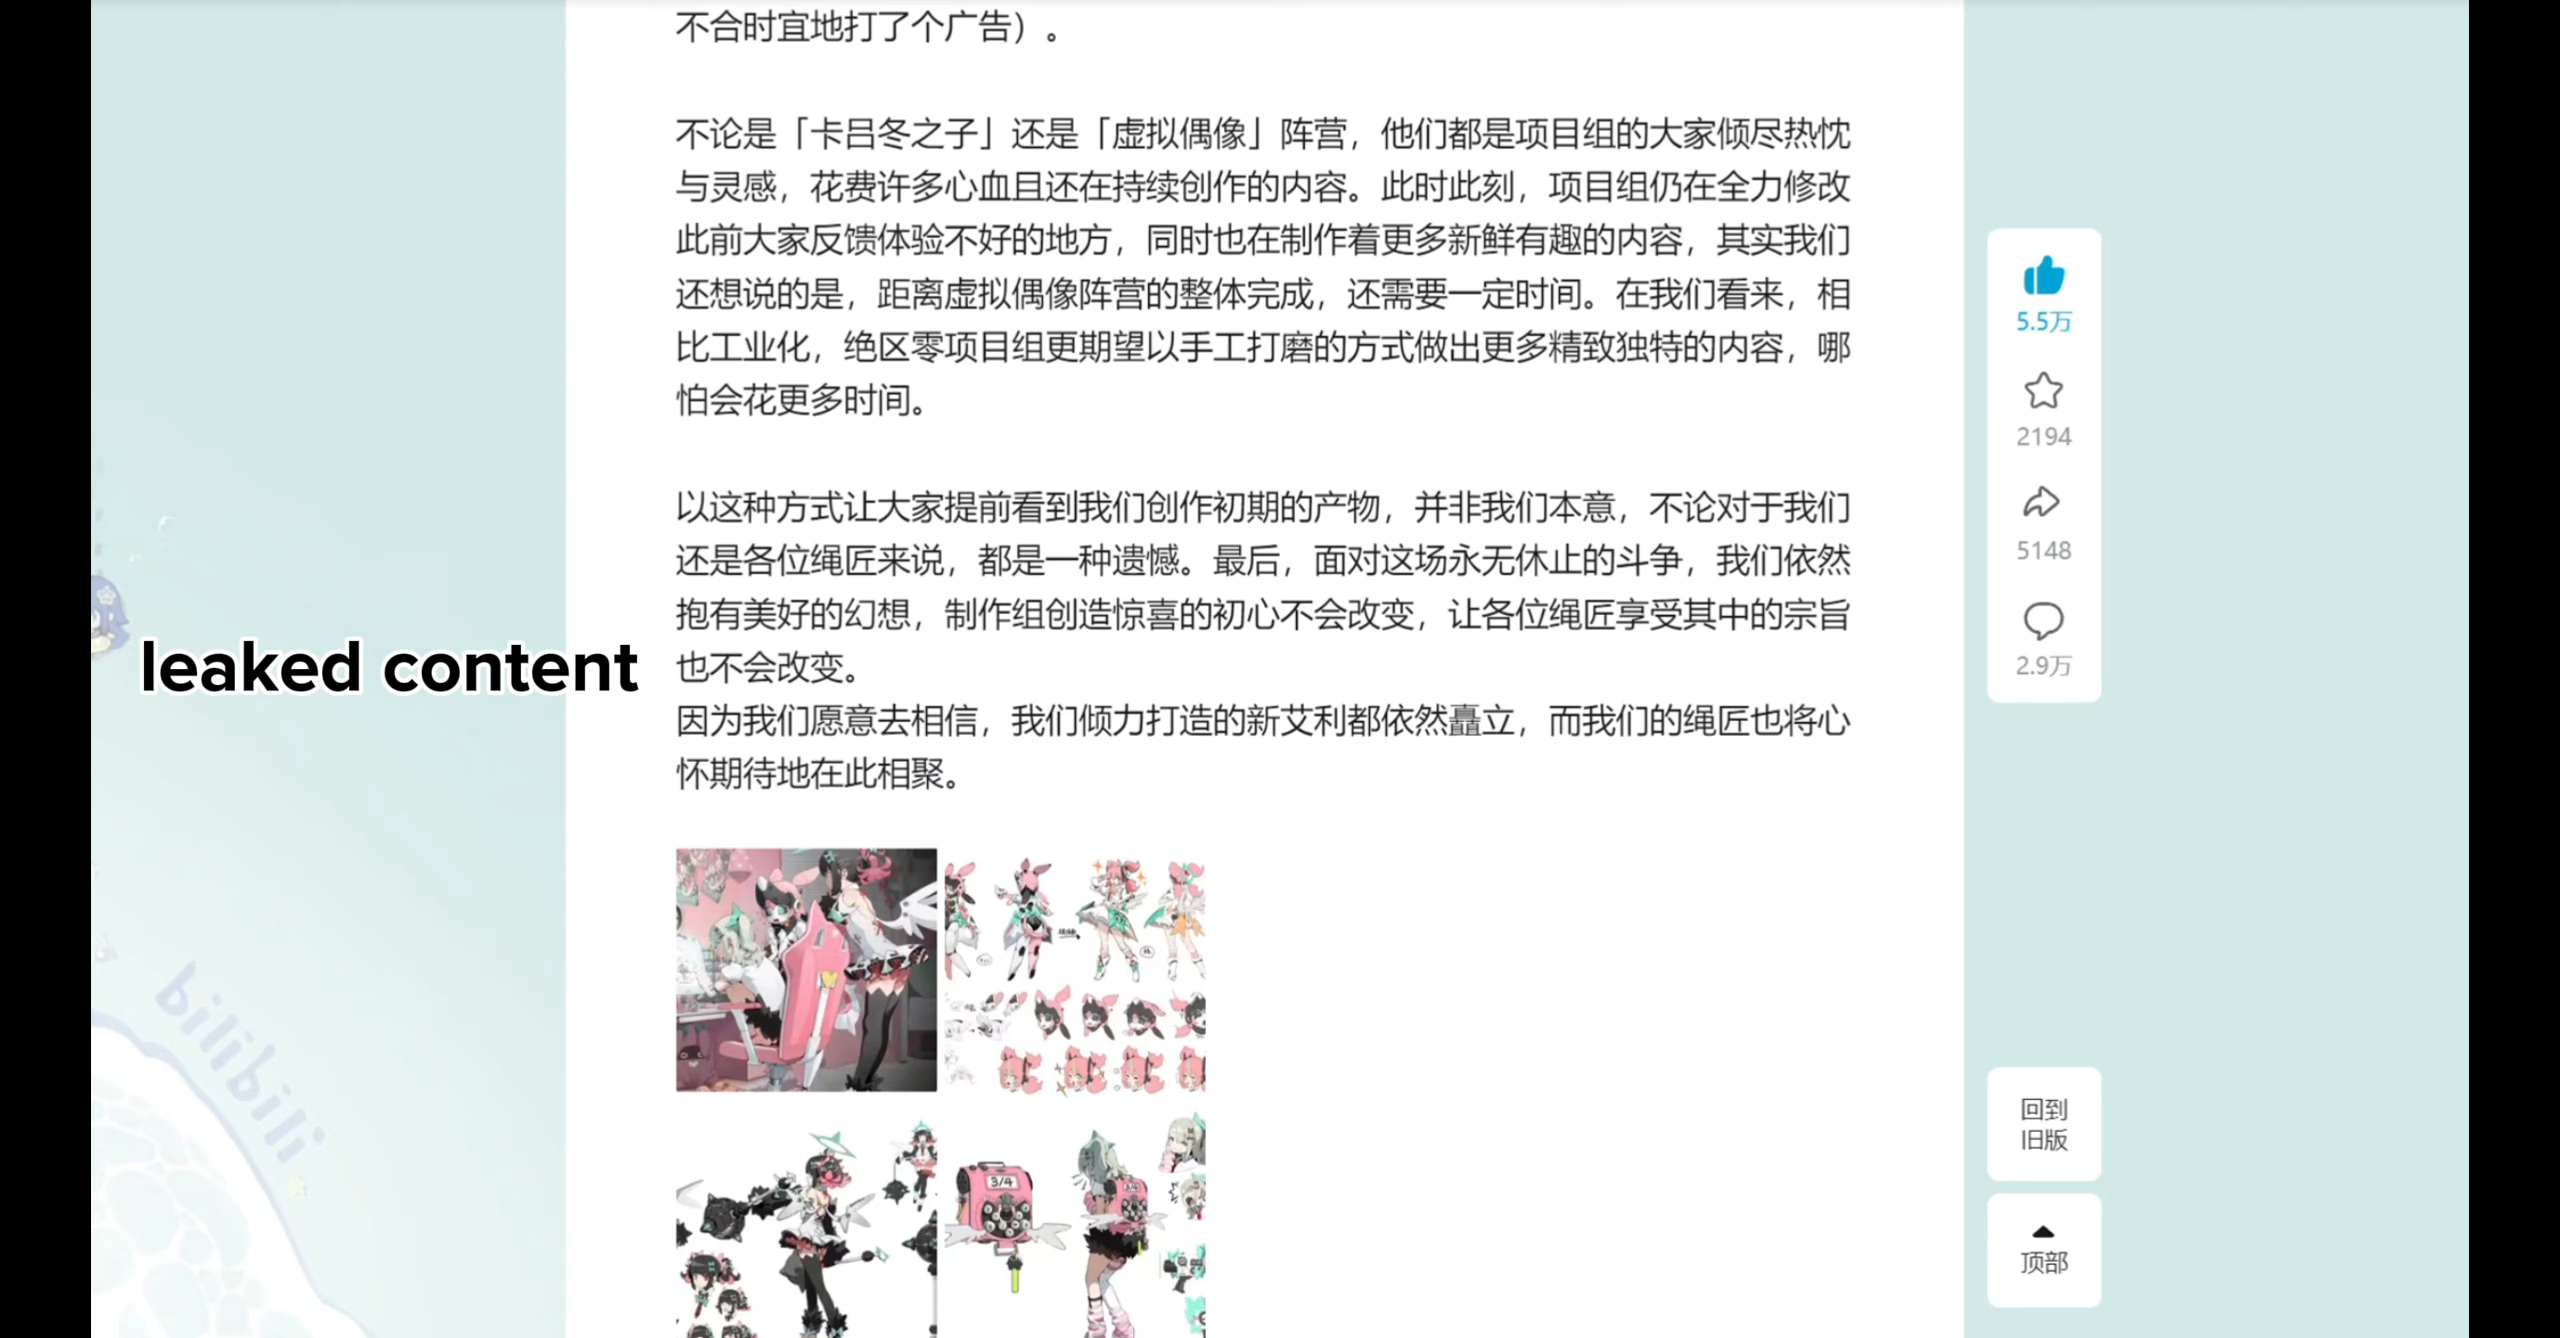 不合时宜地打了个广告）。
不论是「卡吕冬之子」还是「虚拟偶像」阵营，他们都是项目组的大家倾尽热忱
与灵感，花费许多心血且还在持续创作的内容。此时此刻，项目组仍在全力修改
此前大家反馈体验不好的地方，同时也在制作着更多新鲜有趣的内容，其实我们
还想说的是，距离虚拟偶像阵营的整体完成，还需要一定时间。在我们看来，相
比工业化，绝区零项目组更期望以手工打磨的方式做出更多精致独特的内容，哪
怕会花更多时间。
以这种方式让大家提前看到我们创作初期的产物，并非我们本意，不论对于我们
还是各位绳匠来说，都是一种遗憾。最后，面对这场永无休止的斗争，我们依然
抱有美好的幻想，制作组创造惊喜的初心不会改变，让各位绳匠享受其中的宗旨
也不会改变。
因为我们愿意去相信，我们倾力打造的新艾利都依然矗立，而我们的绳匠也将心
怀期待地在此相聚。
leaked content
5.5万
2194
5148
2.9万
回到
旧版
顶部
bilibili
3/4